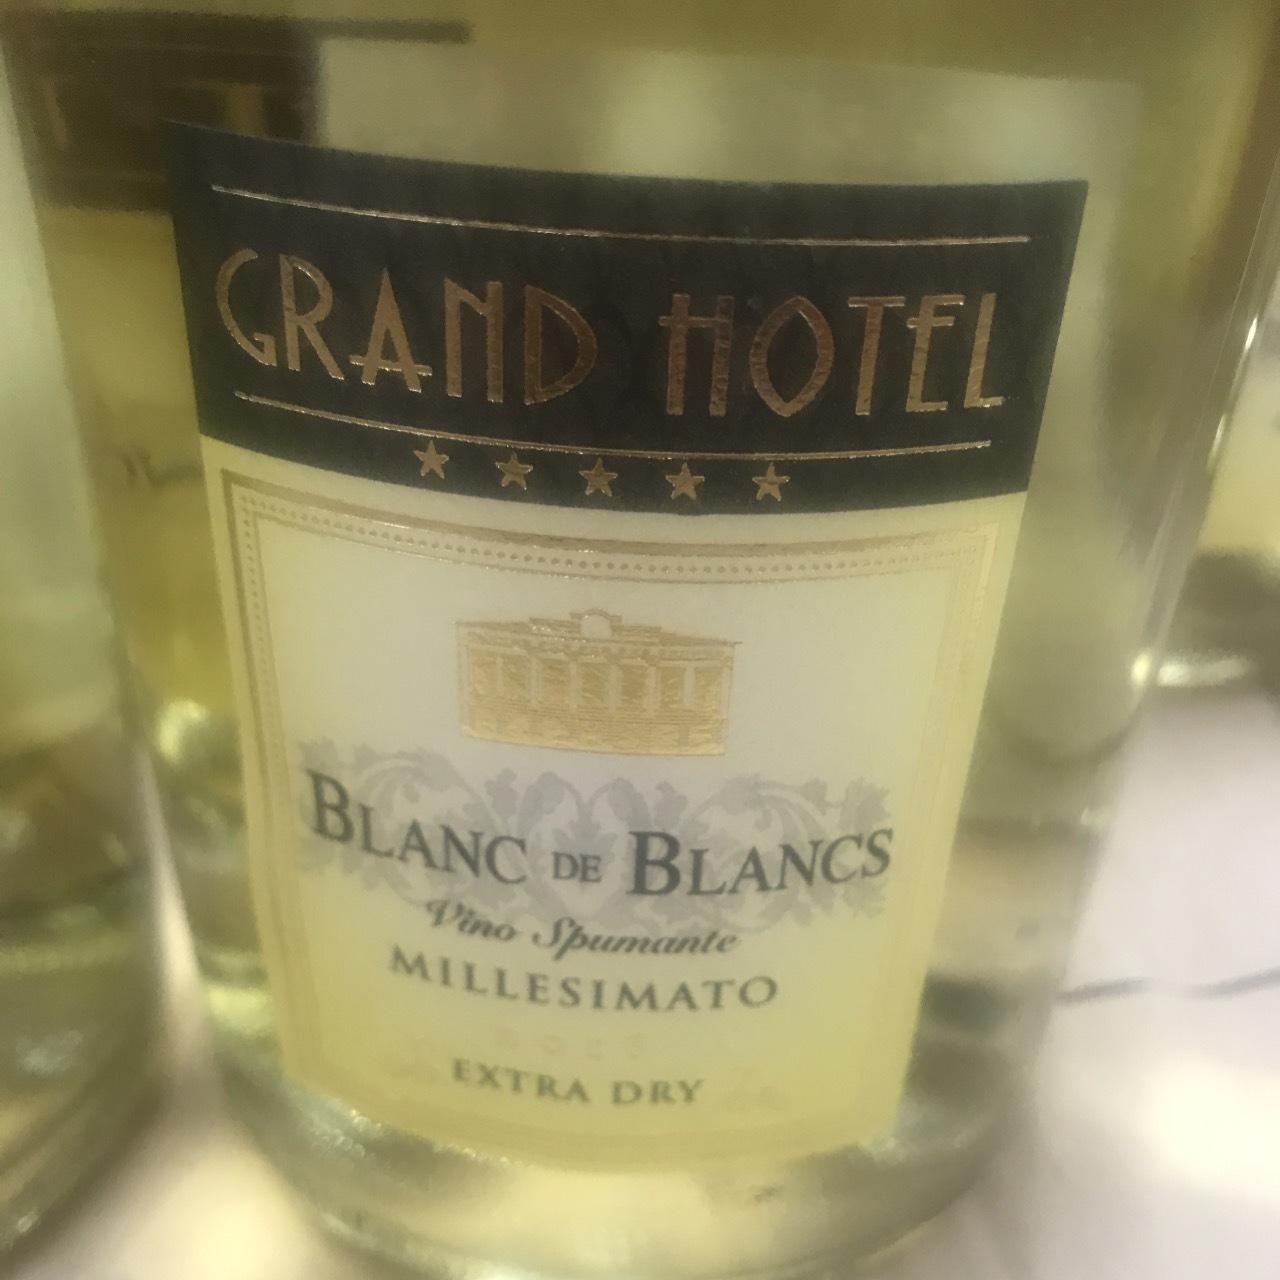 GRAND HOTEL
BLANC DE BLANCS
Vino Spumante
MILLESIMATO
EXTRA DRY